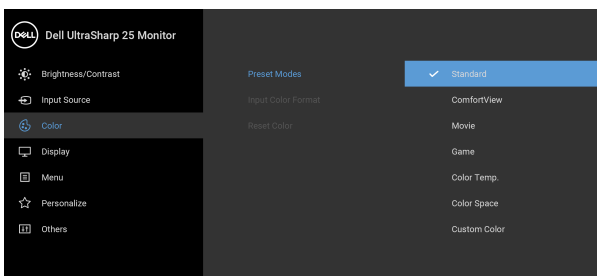 DELL Dell UltraSharp 25 Monitor
Brightness/Contrast Preset Modes Standard
Input Source Input Color Format ComfortView
Color Reset Color Movie
Display Game
Menu Color Temp.
Personalize Color Space
Others Custom Color